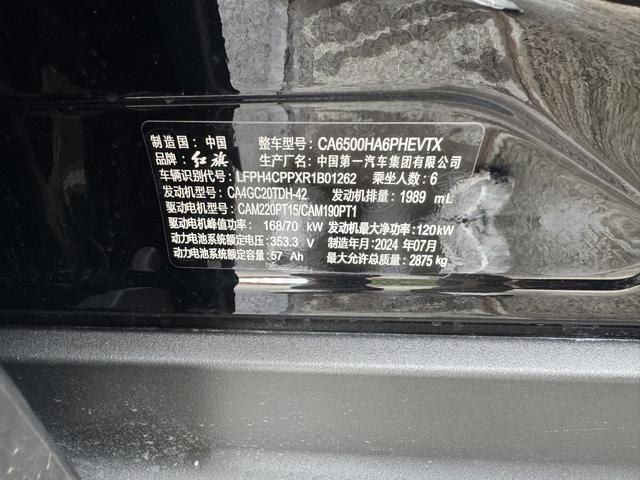 制造国：中国 整车型号：CA6500HA6PHEVTX
品牌：红旗 生产厂名：中国第一汽车集团有限公司
车辆识别代号：LFPH4CPPXR1B01262 乘坐人数：6
发动机型号：CA4GC20TDH-42 发动机排量：1989 mL
驱动电机型号：CAM220PT15/CAM190PT1
驱动电机峰值功率：168/70 kW 发动机最大净功率：120kW
动力电池系统额定电压：353.3 V 制造年月：2024 年07月
动力电池系统额定容量：57 Ah 最大允许总质量：2875 kg